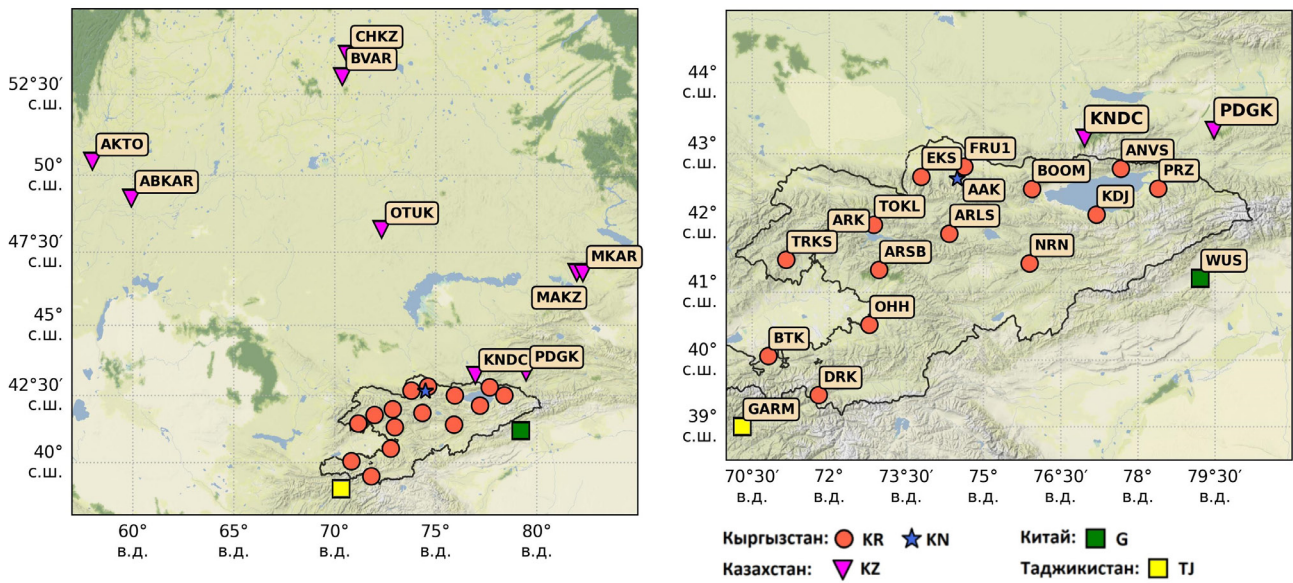 CHKZ
BVAR
52°30′
с.ш.
AKTO
50°
с.ш.
ABKAR
OTUK
47°30′
с.ш.
MKAR
MAKZ
45°
с.ш.
KNDC
PDGK
42°30′
с.ш.
40°
с.ш.
60°
в.д.
65°
в.д.
70°
в.д.
75°
в.д.
80°
в.д.
44°
с.ш.
KNDC
PDGK
43°
с.ш.
EKS
FRU1
ANVS
BOOM
PRZ
AAK
KDJ
42°
с.ш.
TOKL
ARK
ARLS
TRKS
ARSB
NRN
WUS
41°
с.ш.
OHH
BTK
40°
с.ш.
DRK
GARM
39°
с.ш.
70°30′
в.д.
72°
в.д.
73°30′
в.д.
75°
в.д.
76°30′
в.д.
78°
в.д.
79°30′
в.д.
Кыргызстан: KR KN Китай: G
Казахстан: KZ Таджикистан: TJ